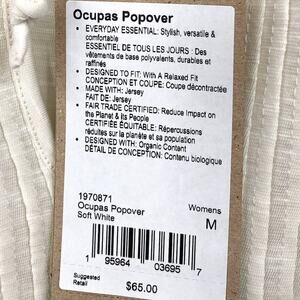 Ocupas Popover
• EVERYDAY ESSENTIAL: Stylish, versatile &
comfortable
ESSENTIEL DE TOUS LES JOURS : Des
vêtements de base polyvalents, durables et
raffinés
• DESIGNED TO FIT: With A Relaxed Fit
CONCEPTION ET COUPE: Coupe décontractée
• MADE WITH: Jersey
FAIT DE: Jersey
• FAIR TRADE CERTIFIED: Reduce Impact on
the Planet & its People
CERTIFIÉE ÉQUITABLE: Répercussions
réduites sur la planète et sa population
• DESIGNED WITH: Organic Content
DÉTAIL DE CONCEPTION: Contenu biologique
1970871
Ocupas Popover
Womens
Soft White
M
1 95964 03695 7
Suggested
Retail
$65.00